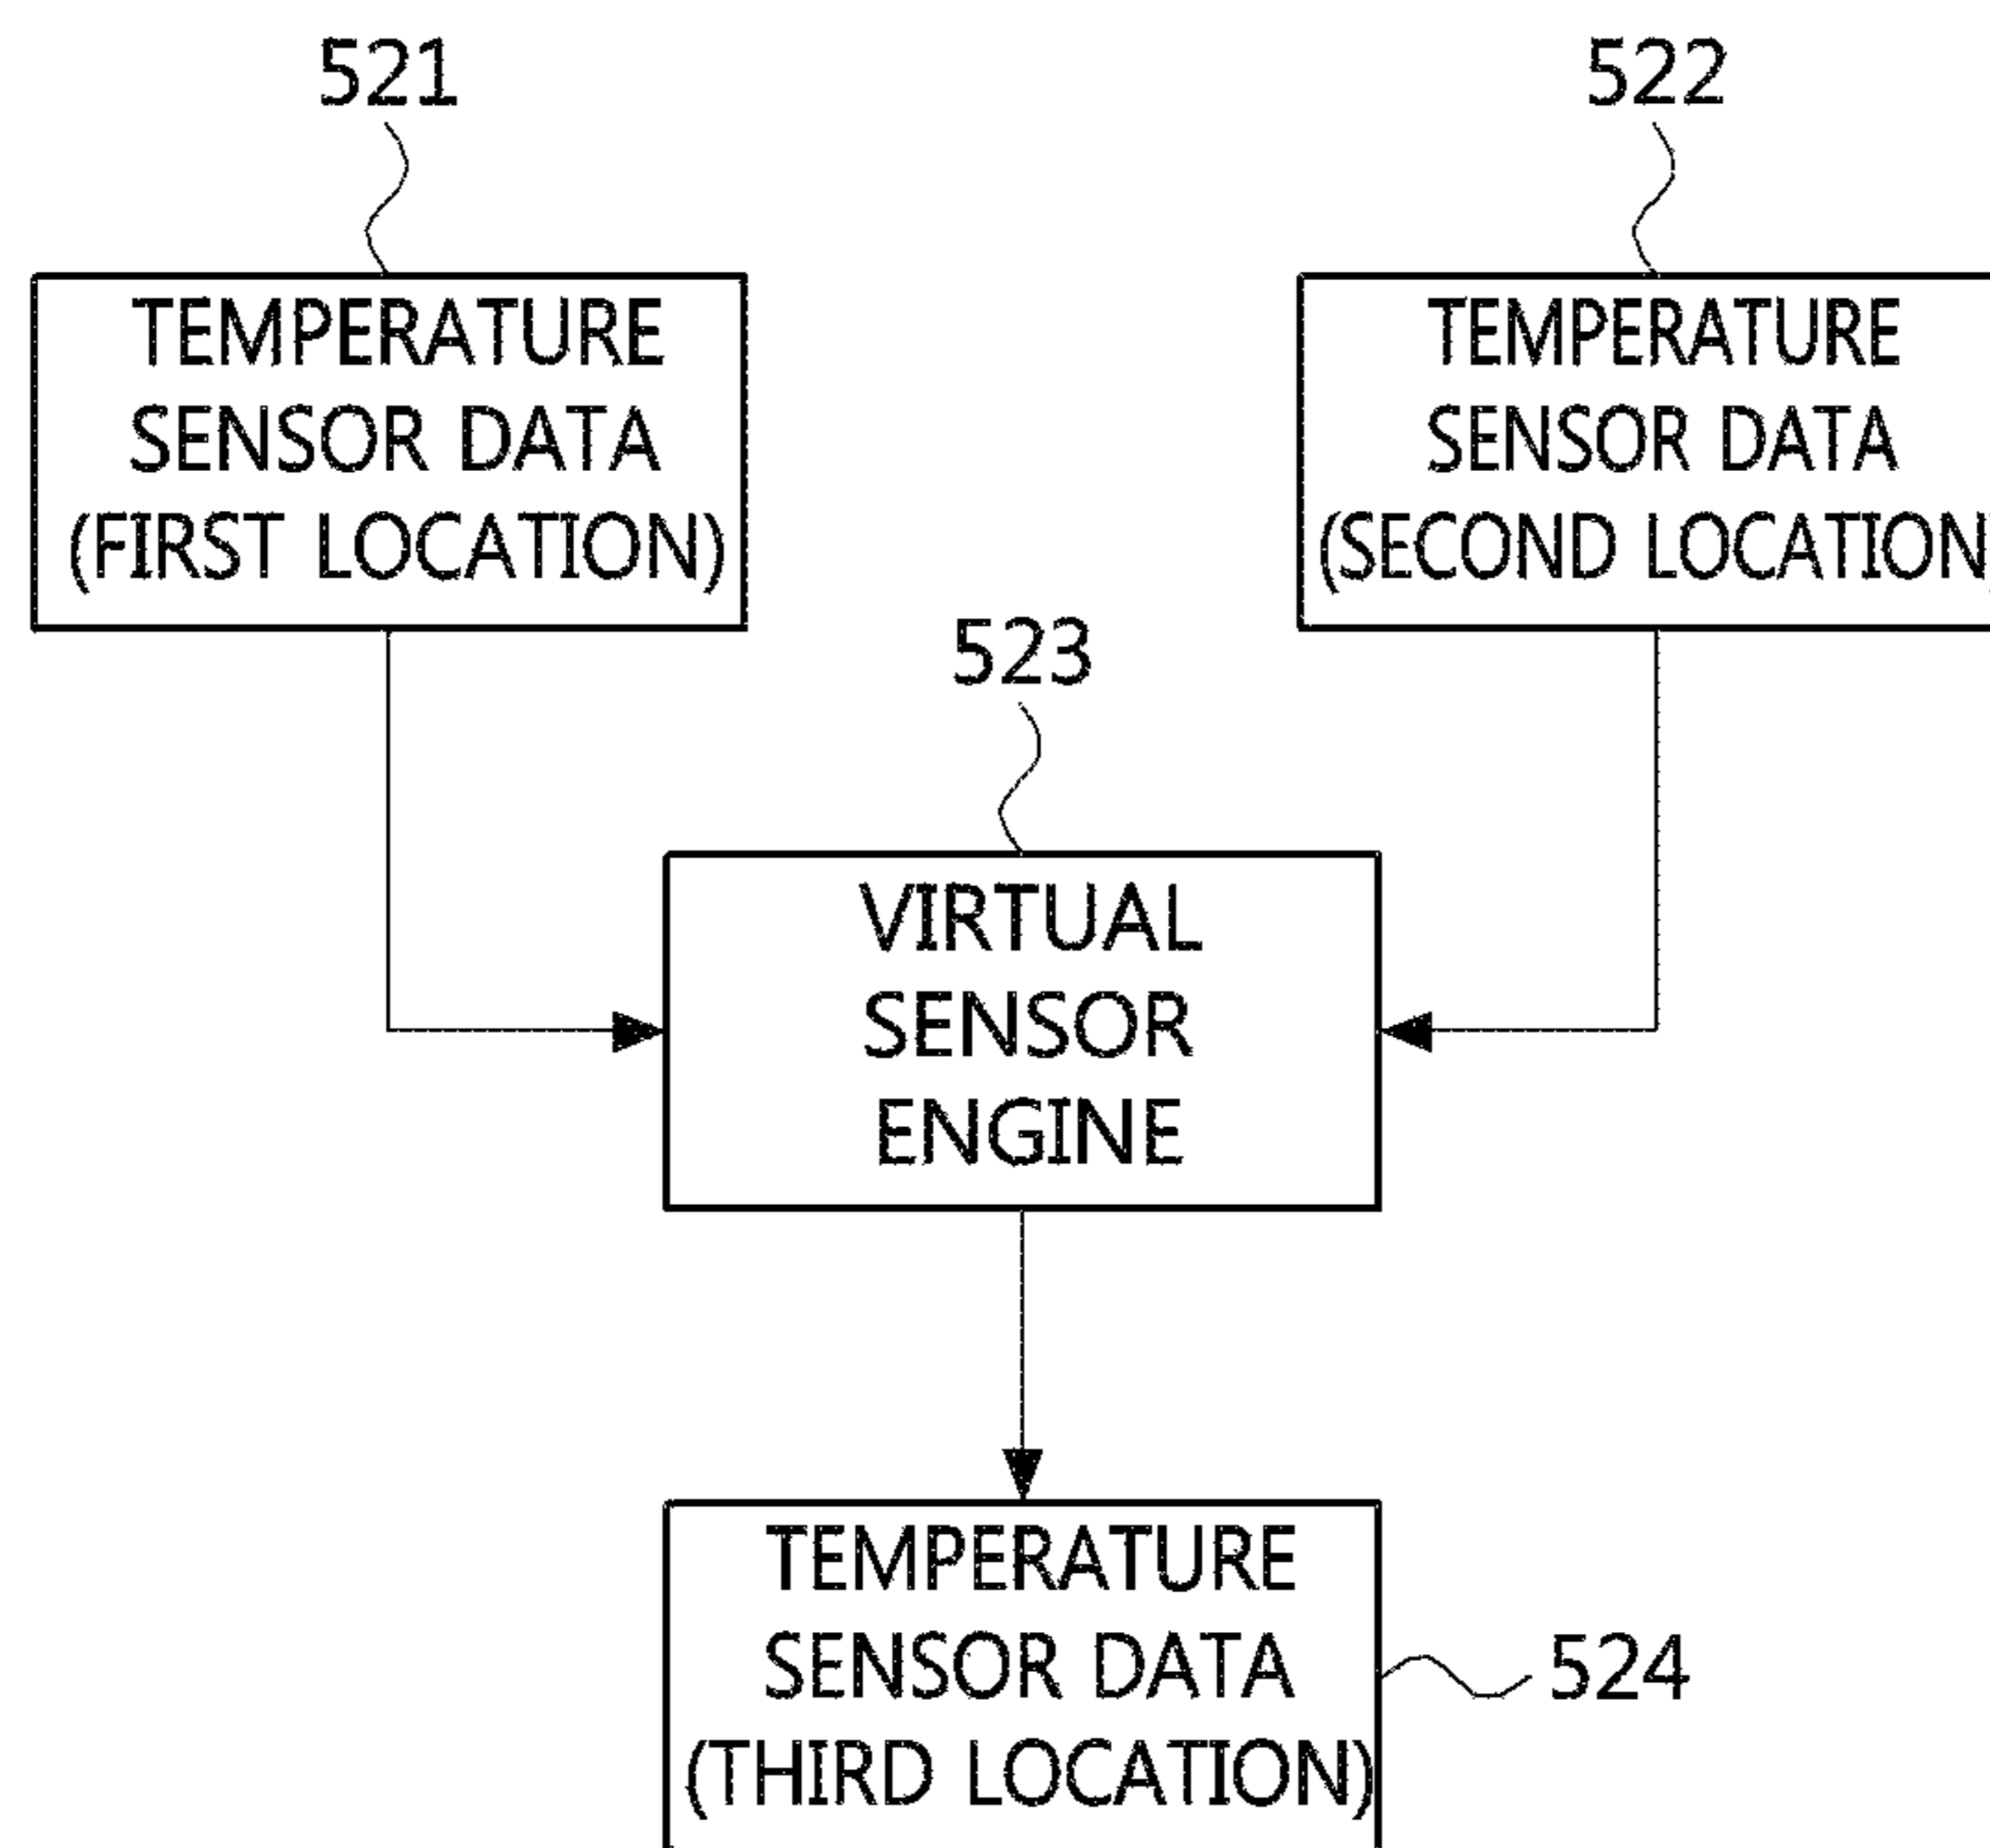 521
522
TEMPERATURE
SENSOR DATA
(FIRST LOCATION)
TEMPERATURE
SENSOR DATA
(SECOND LOCATION)
523
VIRTUAL
SENSOR
ENGINE
TEMPERATURE
SENSOR DATA
(THIRD LOCATION)
524